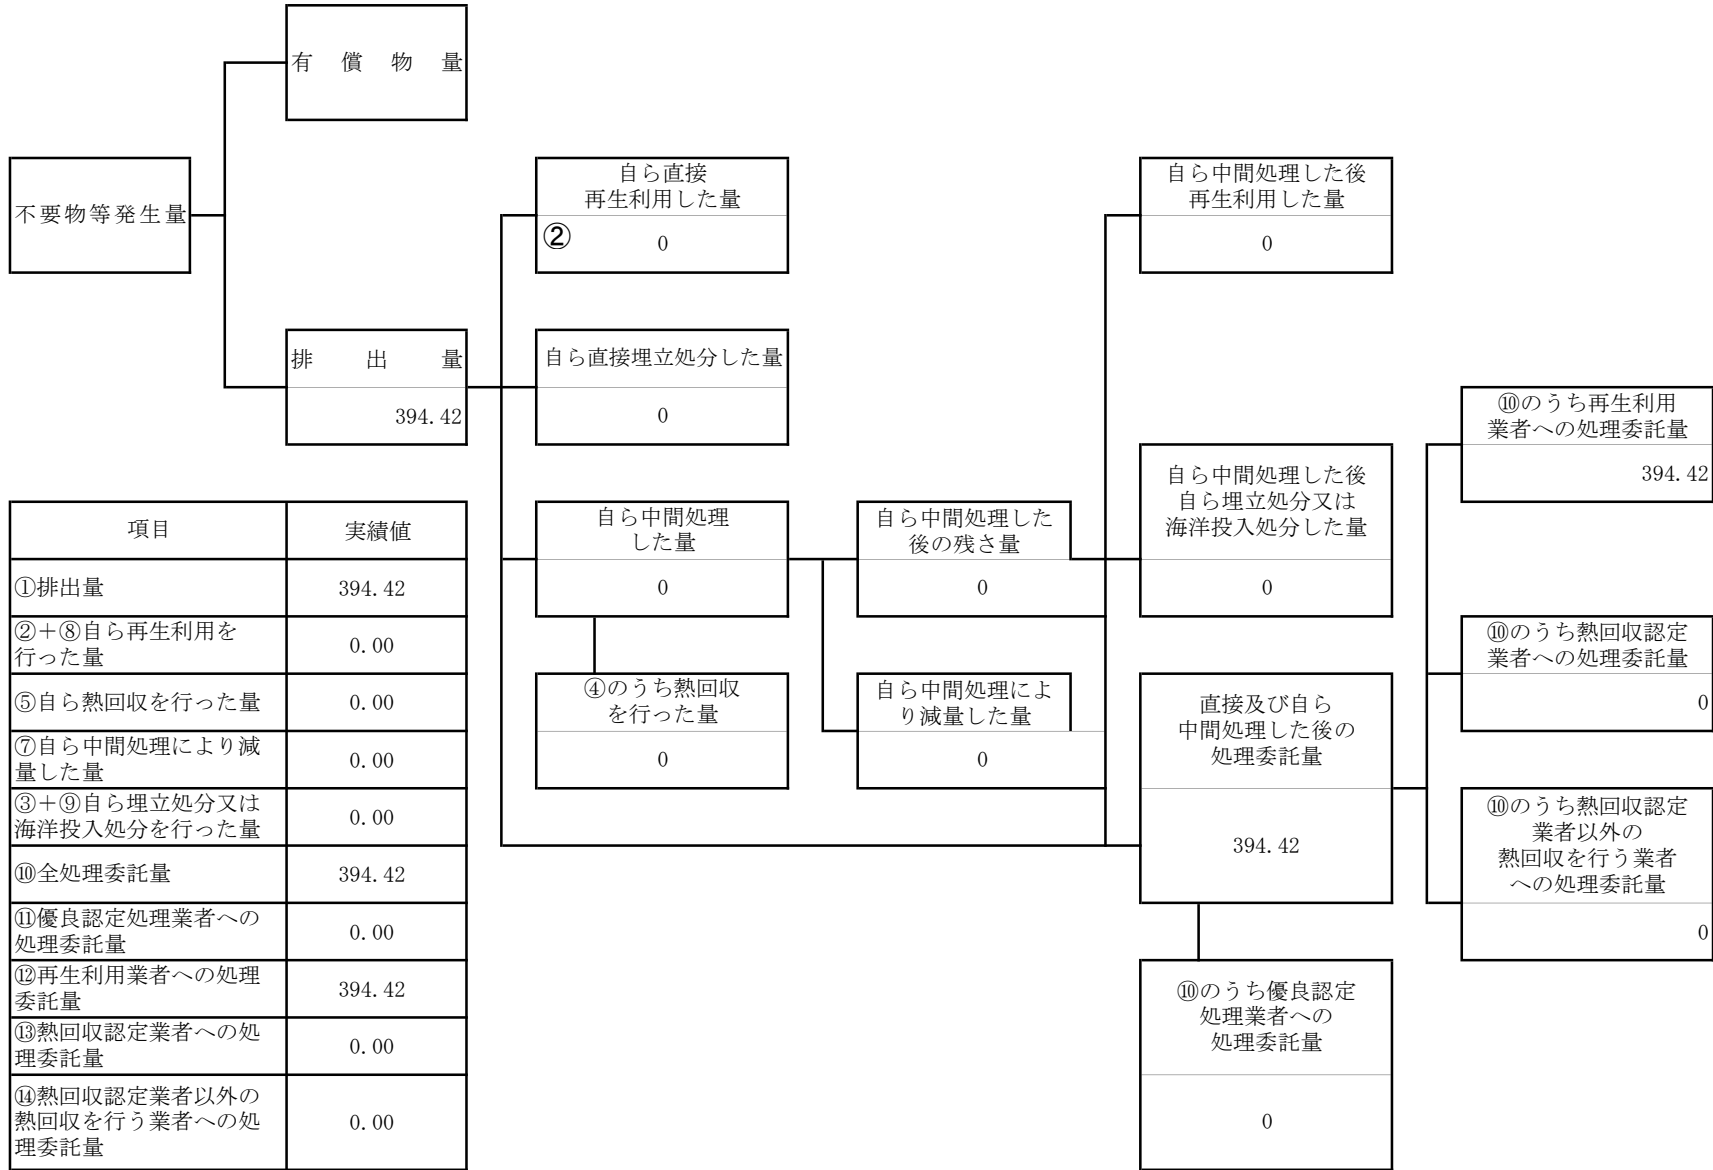 有償物量
不要物等発生量
自ら直接
再生利用した量
②
0
自ら中間処理した後
再生利用した量
0
排出量
394.42
自ら直接埋立処分した量
0
⑩のうち再生利用
業者への処理委託量
394.42
自ら中間処理した後
自ら埋立処分又は
海洋投入処分した量
0
自ら中間処理
した量
0
自ら中間処理した
後の残さ量
0
⑩のうち熱回収認定
業者への処理委託量
0
④のうち熱回収
を行った量
0
自ら中間処理によ
り減量した量
0
直接及び自ら
中間処理した後の
処理委託量
394.42
⑩のうち熱回収認定
業者以外の
熱回収を行う業者
への処理委託量
0
⑩のうち優良認定
処理業者への
処理委託量
0
項目 実績値
①排出量 394.42
②+⑧自ら再生利用を
行った量 0.00
⑤自ら熱回収を行った量 0.00
⑦自ら中間処理により減
量した量 0.00
③+⑨自ら埋立処分又は
海洋投入処分を行った量 0.00
⑩全処理委託量 394.42
⑪優良認定処理業者への
処理委託量 0.00
⑫再生利用業者への処理
委託量 394.42
⑬熱回収認定業者への処
理委託量 0.00
⑭熱回収認定業者以外の
熱回収を行う業者への処
理委託量 0.00